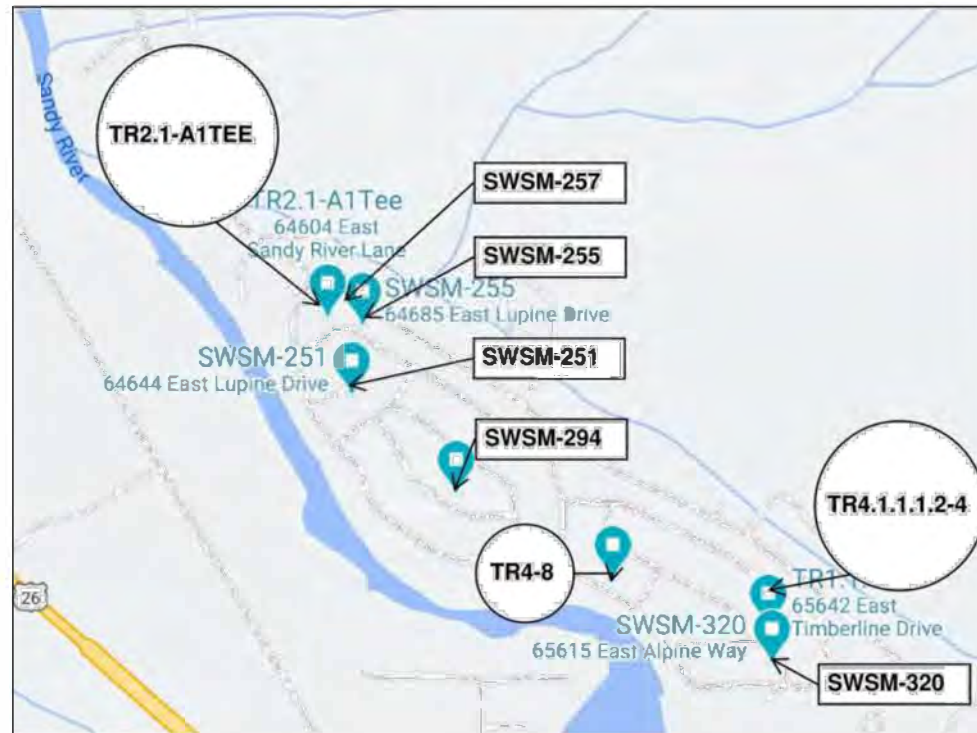 Sandy River
TR2.1-A1TEE
SWSM-257
TR2.1-A1Tee
64604 East
Sandy River Lane
SWSM-255
SWSM-255
64685 East Lupine Drive
SWSM-251
64644 East Lupine Drive
SWSM-251
SWSM-294
TR4.1.1.1.2-4
TR4-8
26
TR1.1.
65642 East
Timberline Drive
SWSM-320
65615 East Alpine Way
SWSM-320